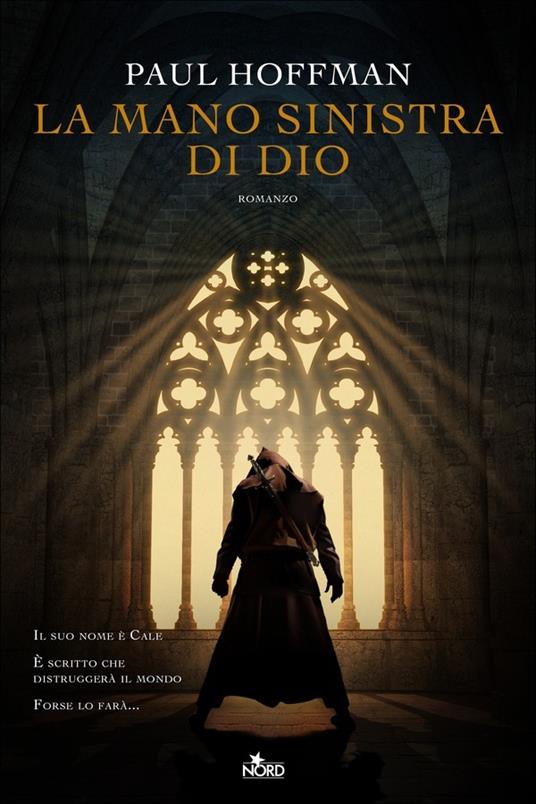 PAUL HOFFMAN
LA MANO SINISTRA
DI DIO
ROMANZO
IL SUO NOME È CALE
È SCRITTO CHE
DISTRUGGERÀ IL MONDO
FORSE LO FARÀ...
NORD